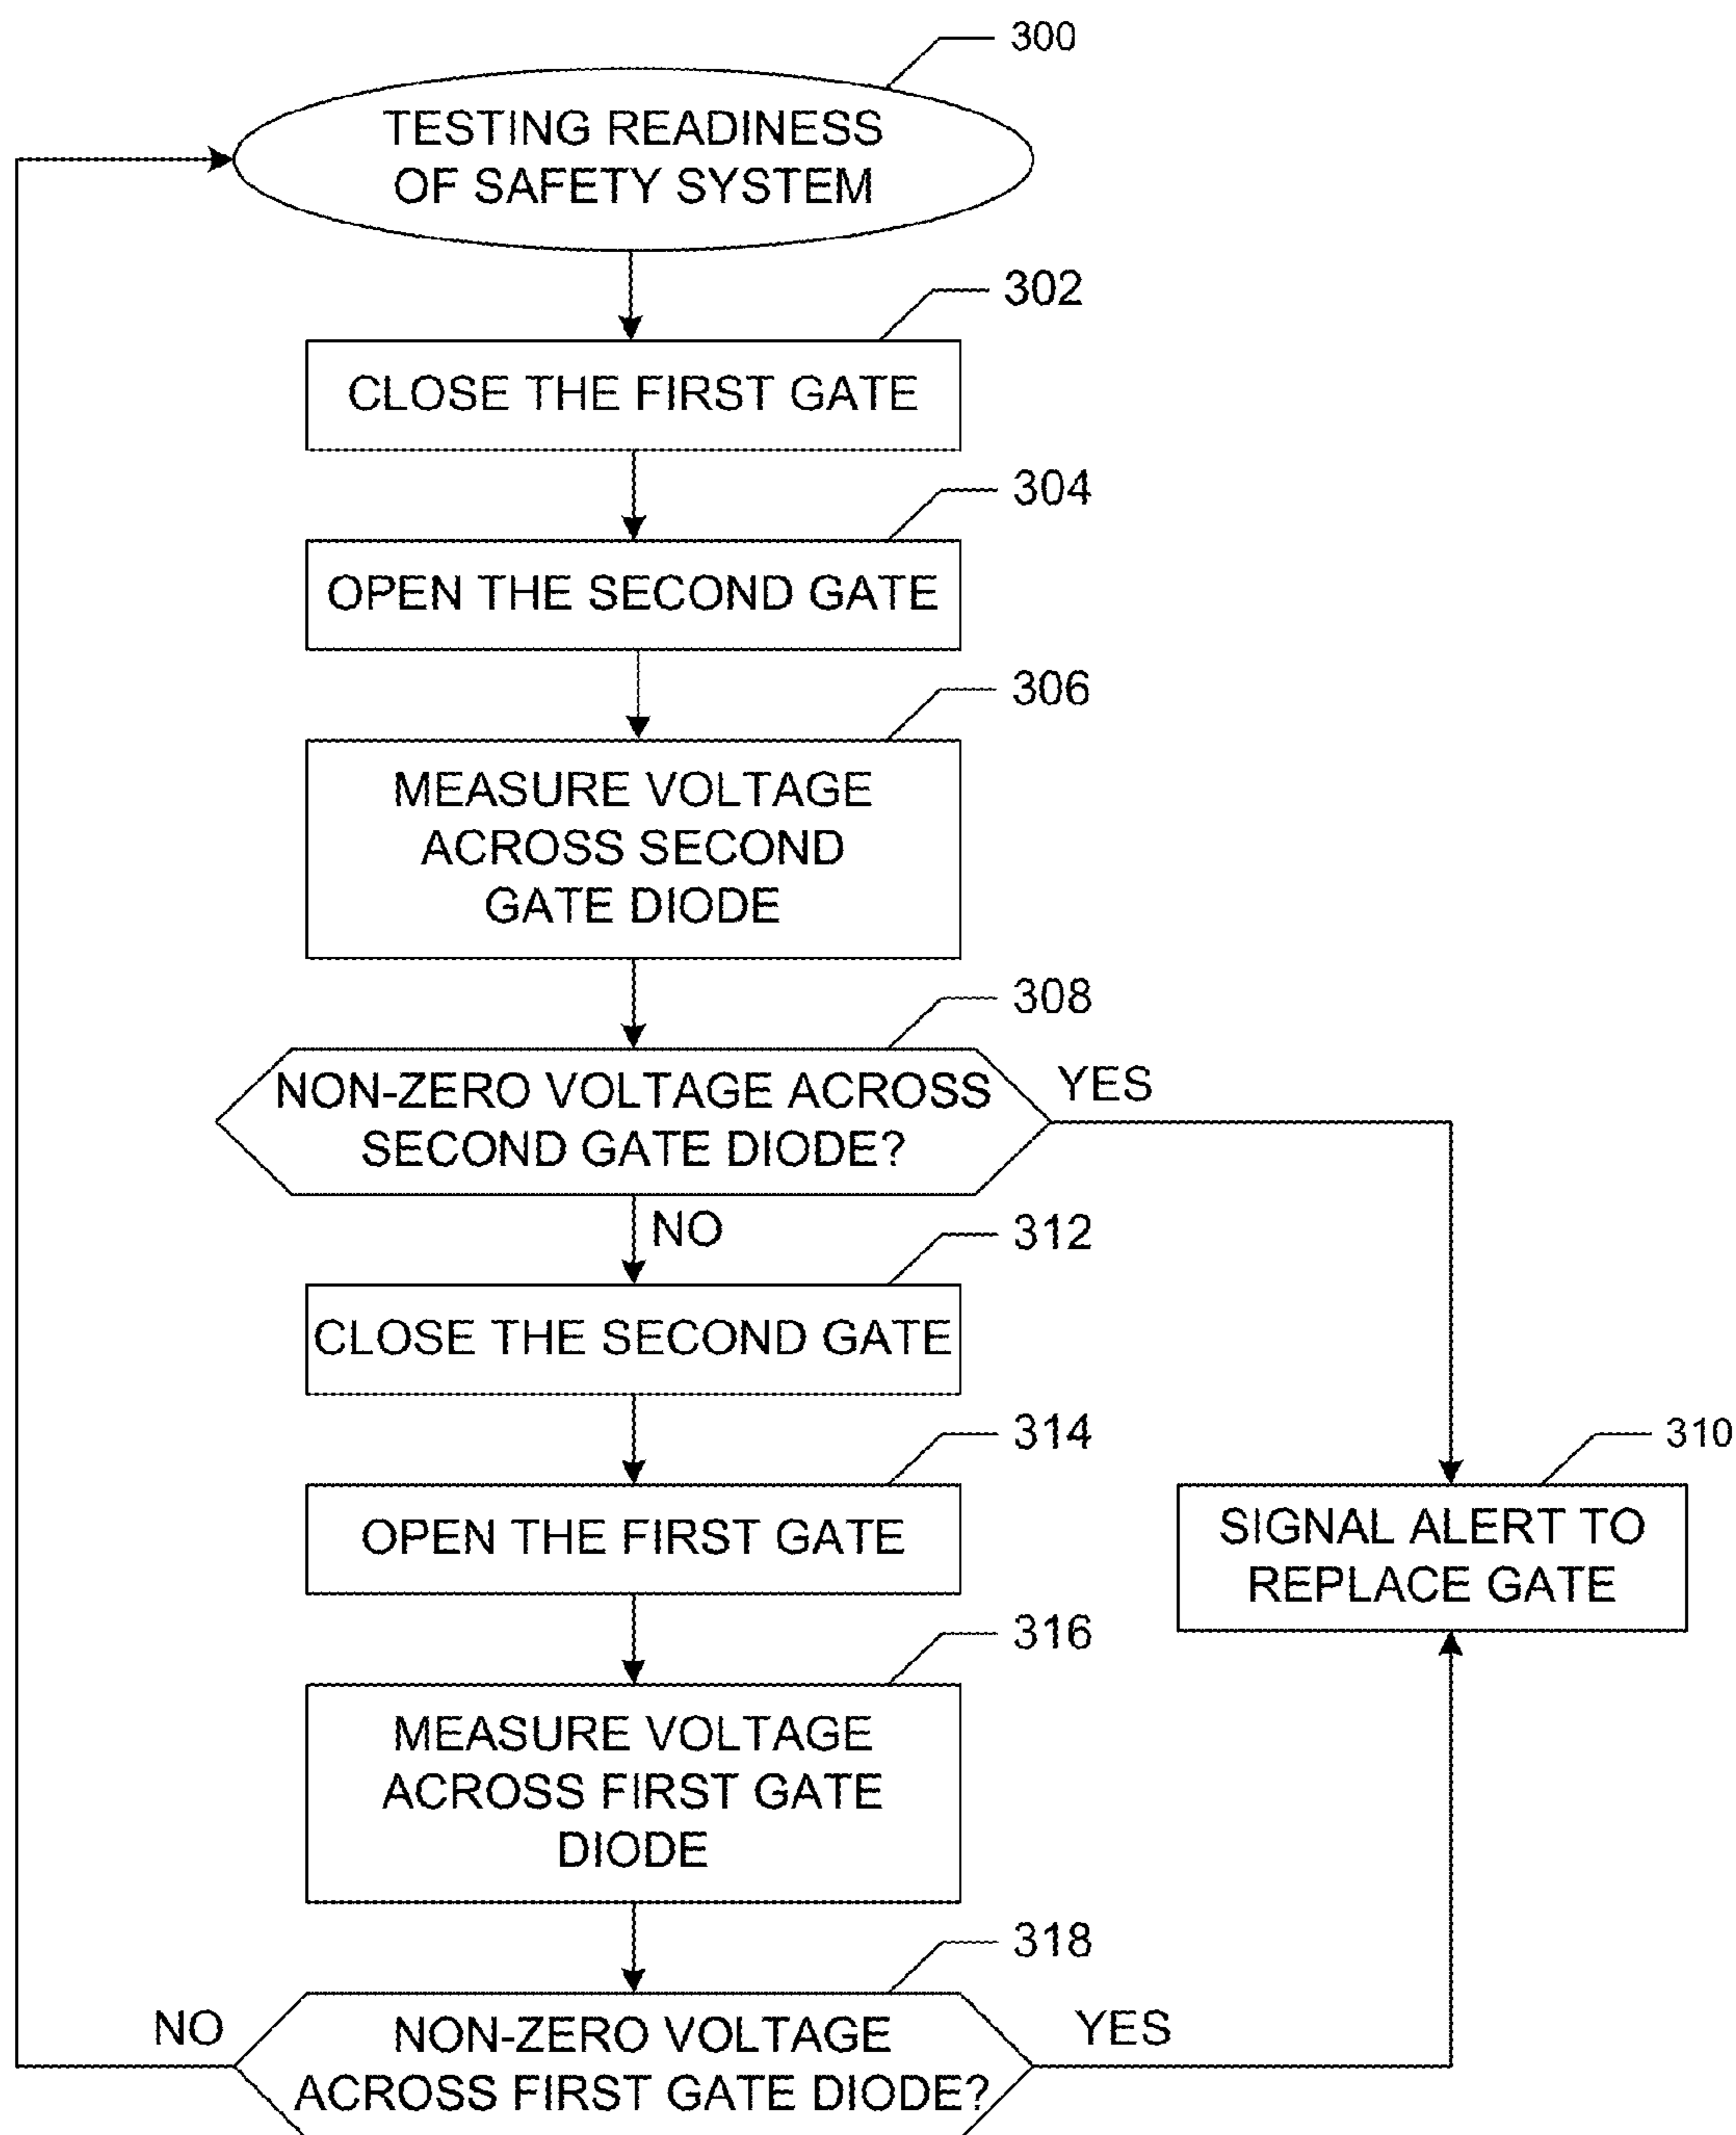 300
TESTING READINESS
OF SAFETY SYSTEM
302
CLOSE THE FIRST GATE
304
OPEN THE SECOND GATE
306
MEASURE VOLTAGE
ACROSS SECOND
GATE DIODE
308
NON-ZERO VOLTAGE ACROSS
SECOND GATE DIODE?
YES
NO
312
CLOSE THE SECOND GATE
314
OPEN THE FIRST GATE
310
SIGNAL ALERT TO
REPLACE GATE
316
MEASURE VOLTAGE
ACROSS FIRST GATE
DIODE
318
NO
NON-ZERO VOLTAGE
ACROSS FIRST GATE DIODE?
YES